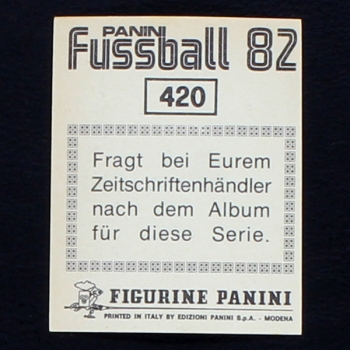 PANINI
Fussball 82
420
Fragt bei Eurem
Zeitschriftenhändler
nach dem Album
für diese Serie.
FIGURINE PANINI
PRINTED IN ITALY BY EDIZIONI PANINI S.p.A. - MODENA